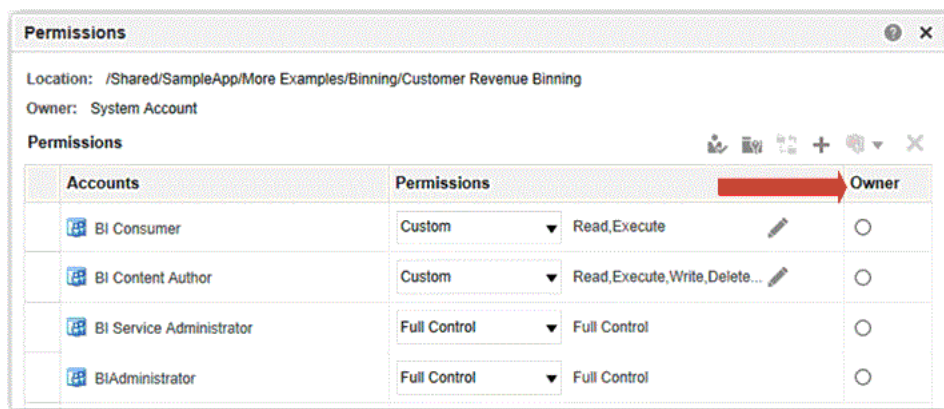 Permissions
Location: /Shared/SampleApp/More Examples/Binning/Customer Revenue Binning
Owner: System Account
Permissions
Accounts Permissions Owner
BI Consumer Custom Read,Execute
BI Content Author Custom Read,Execute,Write,Delete...
BI Service Administrator Full Control Full Control
BIAdministrator Full Control Full Control